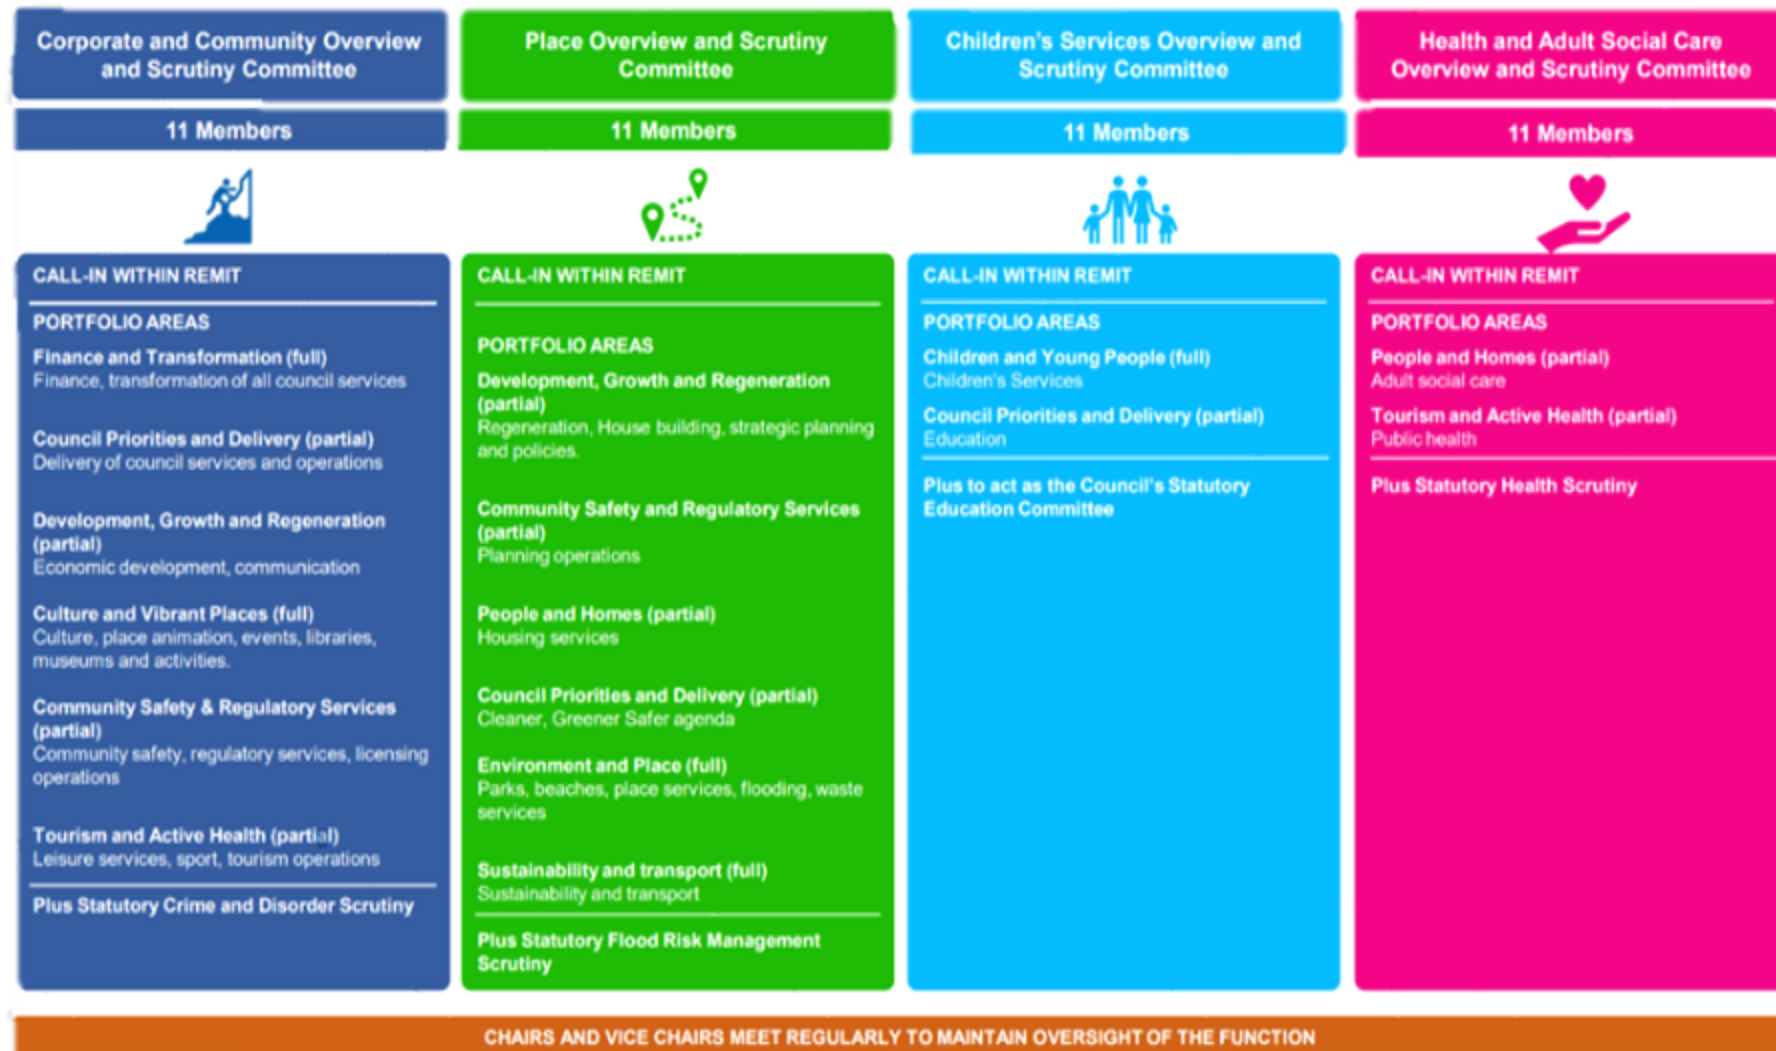 Corporate and Community Overview
and Scrutiny Committee
11 Members
CALL-IN WITHIN REMIT
PORTFOLIO AREAS
Finance and Transformation (full)
Finance, transformation of all council services
Council Priorities and Delivery (partial)
Delivery of council services and operations
Development, Growth and Regeneration
(partial)
Economic development, communication
Culture and Vibrant Places (full)
Culture, place animation, events, libraries,
museums and activities.
Community Safety & Regulatory Services
(partial)
Community safety, regulatory services, licensing
operations
Tourism and Active Health (partial)
Leisure services, sport, tourism operations
Plus Statutory Crime and Disorder Scrutiny
Place Overview and Scrutiny
Committee
11 Members
CALL-IN WITHIN REMIT
PORTFOLIO AREAS
Development, Growth and Regeneration
(partial)
Regeneration, House building, strategic planning
and policies.
Community Safety and Regulatory Services
(partial)
Planning operations
People and Homes (partial)
Housing services
Council Priorities and Delivery (partial)
Cleaner, Greener Safer agenda
Environment and Place (full)
Parks, beaches, place services, flooding, waste
services
Sustainability and transport (full)
Sustainability and transport
Plus Statutory Flood Risk Management
Scrutiny
Children's Services Overview and
Scrutiny Committee
11 Members
CALL-IN WITHIN REMIT
PORTFOLIO AREAS
Children and Young People (full)
Children's Services
Council Priorities and Delivery (partial)
Education
Plus to act as the Council's Statutory
Education Committee
Health and Adult Social Care
Overview and Scrutiny Committee
11 Members
CALL-IN WITHIN REMIT
PORTFOLIO AREAS
People and Homes (partial)
Adult social care
Tourism and Active Health (partial)
Public health
Plus Statutory Health Scrutiny
CHAIRS AND VICE CHAIRS MEET REGULARLY TO MAINTAIN OVERSIGHT OF THE FUNCTION